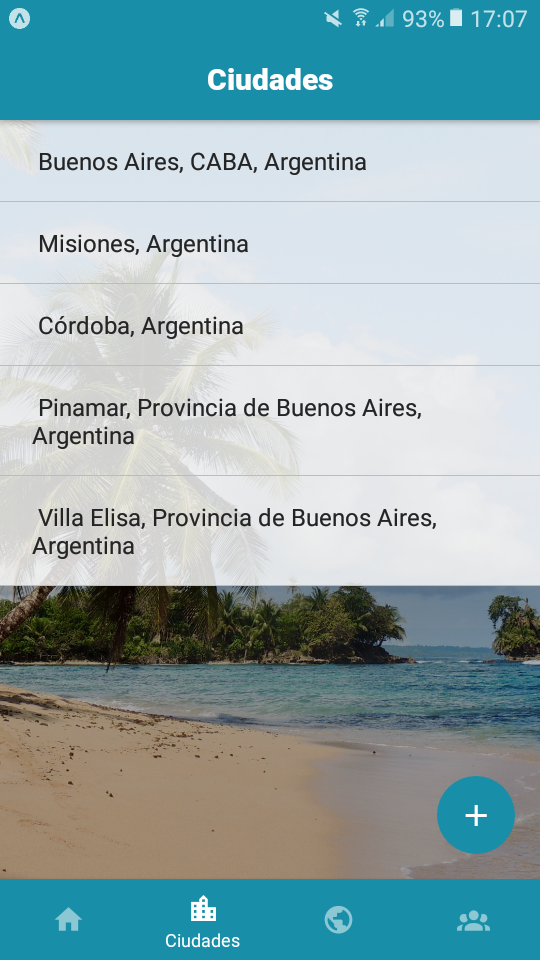 93% 17:07
Ciudades
Buenos Aires, CABA, Argentina
Misiones, Argentina
Córdoba, Argentina
Pinamar, Provincia de Buenos Aires,
Argentina
Villa Elisa, Provincia de Buenos Aires,
Argentina
+
Ciudades